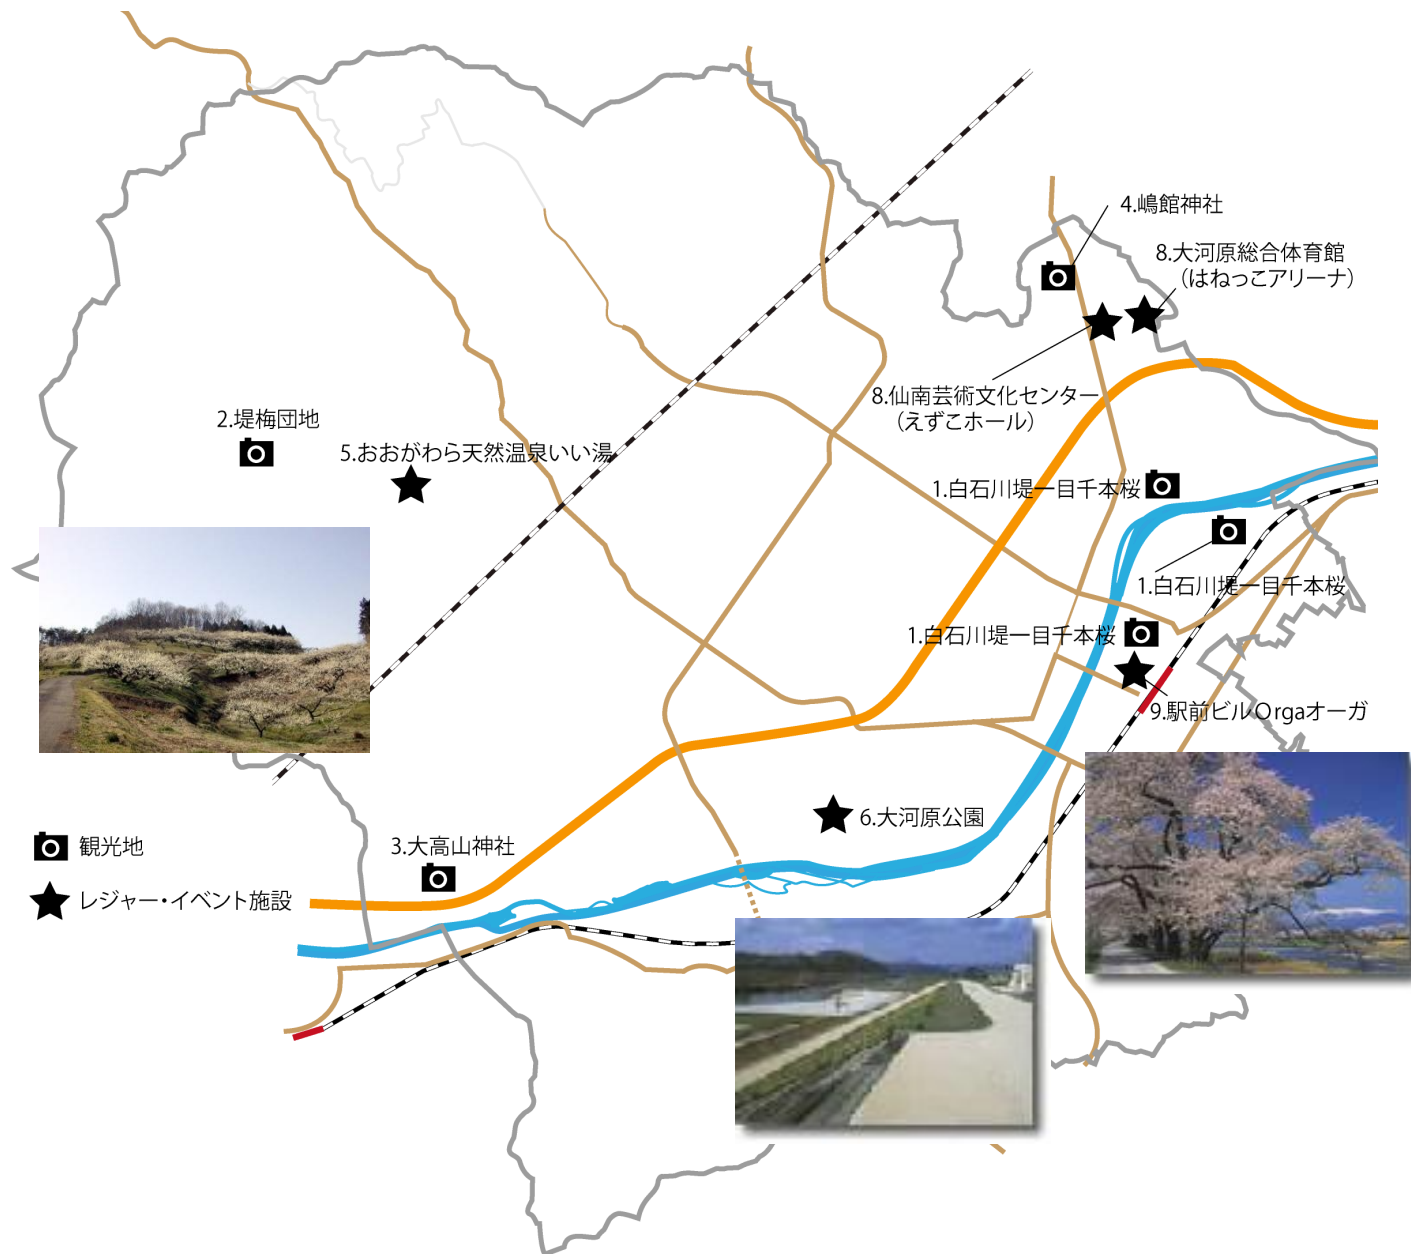 4.嶋館神社
8.大河原総合体育館
（はねっこアリーナ）
8.仙南芸術文化センター
（えずこホール）
2.堤梅団地
5.おおがわら天然温泉いい湯
1.白石川堤一目千本桜
1.白石川堤一目千本桜
1.白石川堤一目千本桜
9.駅前ビルOrgaオーガ
6.大河原公園
3.大高山神社
観光地
レジャー・イベント施設